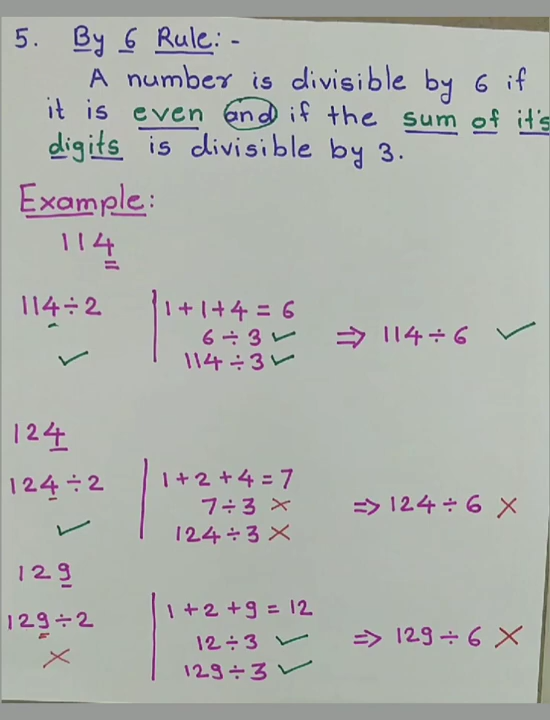 5. By 6 Rule:-
A number is divisible by 6 if
it is even and if the sum of it's
digits is divisible by 3.
Example:
114
114÷2 1+1+4=6
6÷3 ✓ ⇒ 114÷6 ✓
✓ 114÷3 ✓
124
124÷2 1+2+4=7
7÷3 × ⇒ 124÷6 ×
✓ 124÷3 ×
129
129÷2 1+2+9=12
× 12÷3 ✓ ⇒ 129÷6 ×
129÷3 ✓